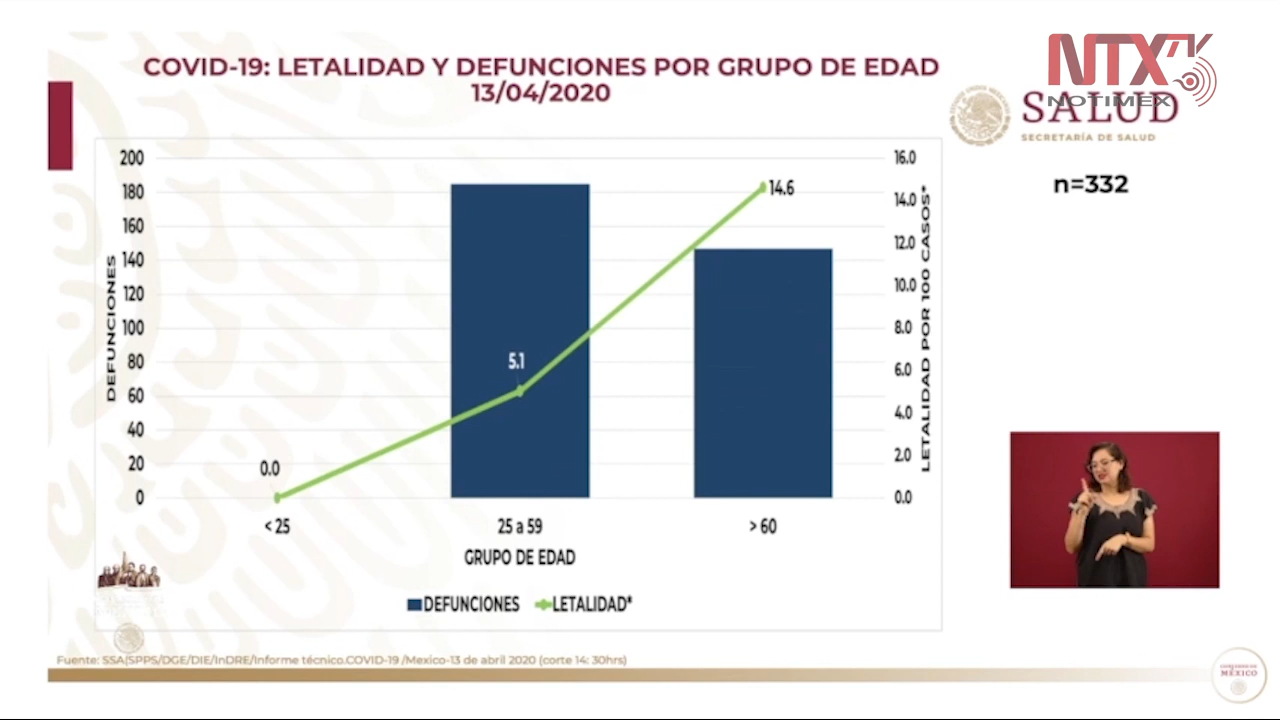 COVID-19: LETALIDAD Y DEFUNCIONES POR GRUPO DE EDAD
13/04/2020
NTX
NOTIMEX
SALUD
SECRETARÍA DE SALUD
n=332
DEFUNCIONES
200
180
160
140
120
100
80
60
40
20
0
0.0
5.1
14.6
16.0
14.0
12.0
10.0
8.0
6.0
4.0
2.0
0.0
LETALIDAD POR 100 CASOS*
< 25
25 a 59
> 60
GRUPO DE EDAD
DEFUNCIONES
LETALIDAD*
Fuente: SSA(SPPS/DGE/DIE/InDRE/Informe técnico.COVID-19 /Mexico-13 de abril 2020 (corte 14: 30hrs)
MÉXICO